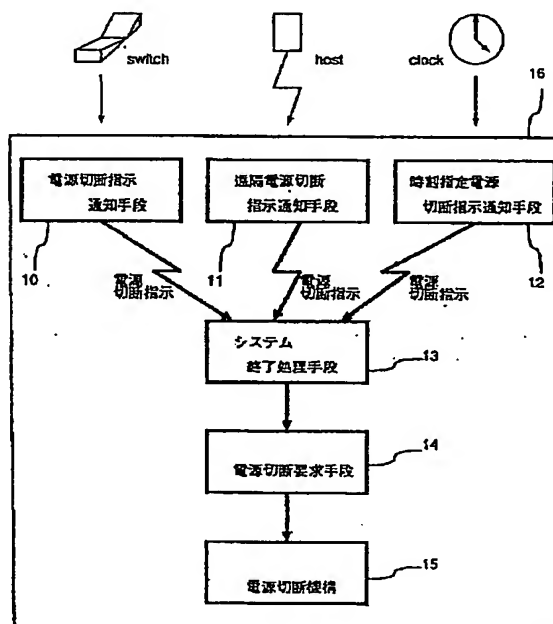 switch
host
clock
16
電源切断指示
通知手段
遠隔電源切断
指示通知手段
時刻指定電源
切断指示通知手段
10
11
12
電源
切断指示
電源
切断指示
電源
切断指示
システム
終了処理手段
13
14
電源切断要求手段
15
電源切断機構